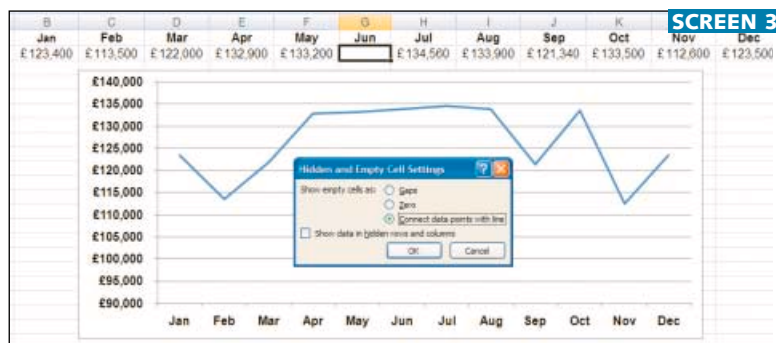 SCREEN 3
B C D E F G H I J K
Jan Feb Mar Apr May Jun Jul Aug Sep Oct Nov Dec
£123,400 £113,500 £122,000 £132,900 £133,200 £134,560 £133,900 £121,340 £133,500 £112,600 £123,500
£140,000
£135,000
£130,000
£125,000
£120,000
£115,000
£110,000
£105,000
£100,000
£95,000
£90,000
Hidden and Empty Cell Settings
Show empty cells as: Gaps
Zero
Connect data points with line
Show data in hidden rows and columns
OK Cancel
Jan Feb Mar Apr May Jun Jul Aug Sep Oct Nov Dec